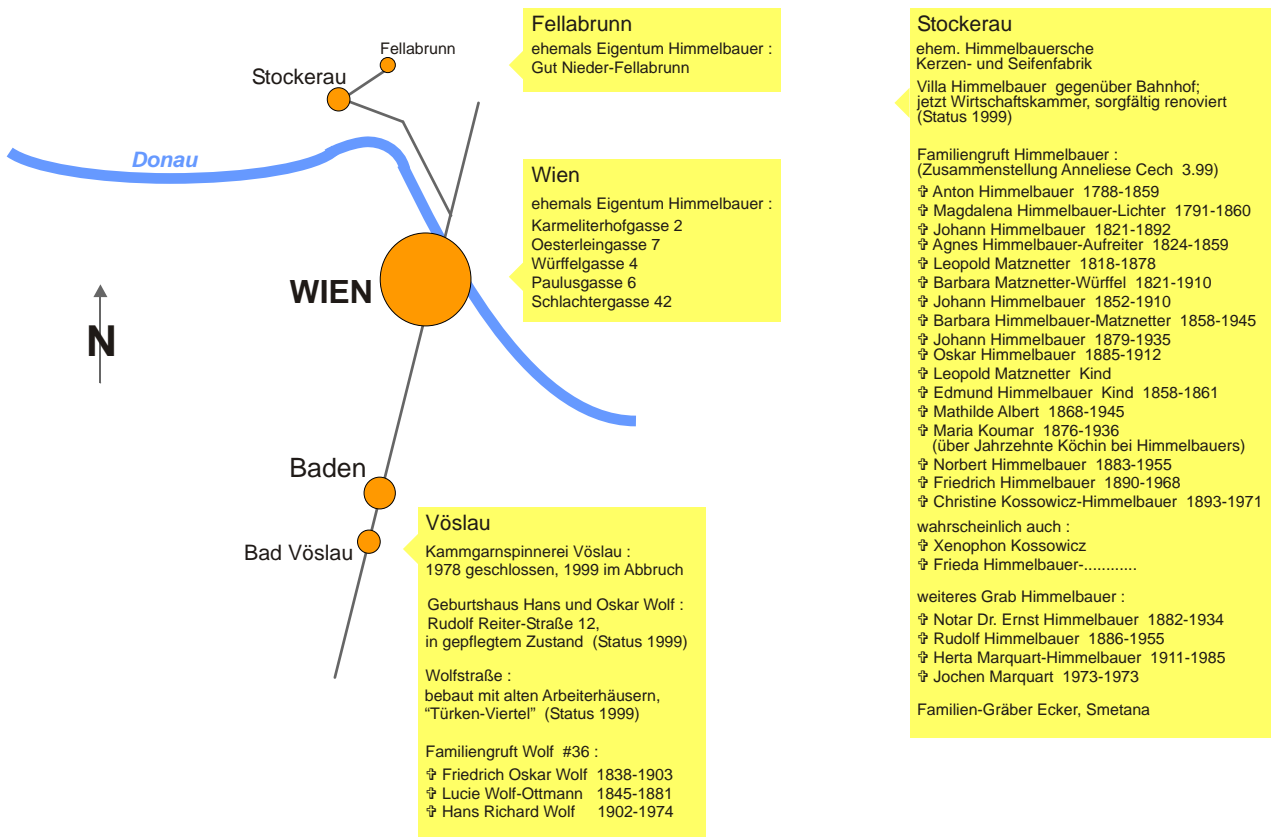 Fellabrunn
Stockerau
Donau
WIEN
N
Baden
Bad Vöslau
Fellabrunn
ehemals Eigentum Himmelbauer :
Gut Nieder-Fellabrunn
Wien
ehemals Eigentum Himmelbauer :
Karmeliterhofgasse 2
Oesterleingasse 7
Würffelgasse 4
Paulusgasse 6
Schlachtergasse 42
Vöslau
Kammgarnspinnerei Vöslau :
1978 geschlossen, 1999 im Abbruch
Geburtshaus Hans und Oskar Wolf :
Rudolf Reiter-Straße 12,
in gepflegtem Zustand (Status 1999)
Wolfstraße :
bebaut mit alten Arbeiterhäusern,
“Türken-Viertel” (Status 1999)
Familiengruft Wolf #36 :
✞ Friedrich Oskar Wolf 1838-1903
✞ Lucie Wolf-Ottmann 1845-1881
✞ Hans Richard Wolf 1902-1974
Stockerau
ehem. Himmelbauersche
Kerzen- und Seifenfabrik
Villa Himmelbauer gegenüber Bahnhof;
jetzt Wirtschaftskammer, sorgfältig renoviert
(Status 1999)
Familiengruft Himmelbauer :
(Zusammenstellung Anneliese Cech 3.99)
✞ Anton Himmelbauer 1788-1859
✞ Magdalena Himmelbauer-Lichter 1791-1860
✞ Johann Himmelbauer 1821-1892
✞ Agnes Himmelbauer-Aufreiter 1824-1859
✞ Leopold Matznetter 1818-1878
✞ Barbara Matznetter-Würffel 1821-1910
✞ Johann Himmelbauer 1852-1910
✞ Barbara Himmelbauer-Matznetter 1858-1945
✞ Johann Himmelbauer 1879-1935
✞ Oskar Himmelbauer 1885-1912
✞ Leopold Matznetter Kind
✞ Edmund Himmelbauer Kind 1858-1861
✞ Mathilde Albert 1868-1945
✞ Maria Koumar 1876-1936
(über Jahrzehnte Köchin bei Himmelbauers)
✞ Norbert Himmelbauer 1883-1955
✞ Friedrich Himmelbauer 1890-1968
✞ Christine Kossowicz-Himmelbauer 1893-1971
wahrscheinlich auch :
✞ Xenophon Kossowicz
✞ Frieda Himmelbauer-............
weiteres Grab Himmelbauer :
✞ Notar Dr. Ernst Himmelbauer 1882-1934
✞ Rudolf Himmelbauer 1886-1955
✞ Herta Marquart-Himmelbauer 1911-1985
✞ Jochen Marquart 1973-1973
Familien-Gräber Ecker, Smetana